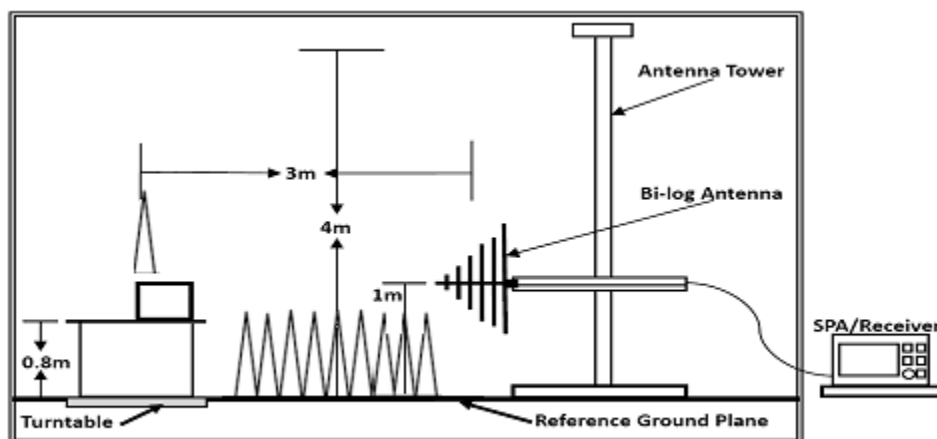 Antenna Tower
3m
Bi-log Antenna
4m
1m
SPA/Receiver
0.8m
Turntable
Reference Ground Plane